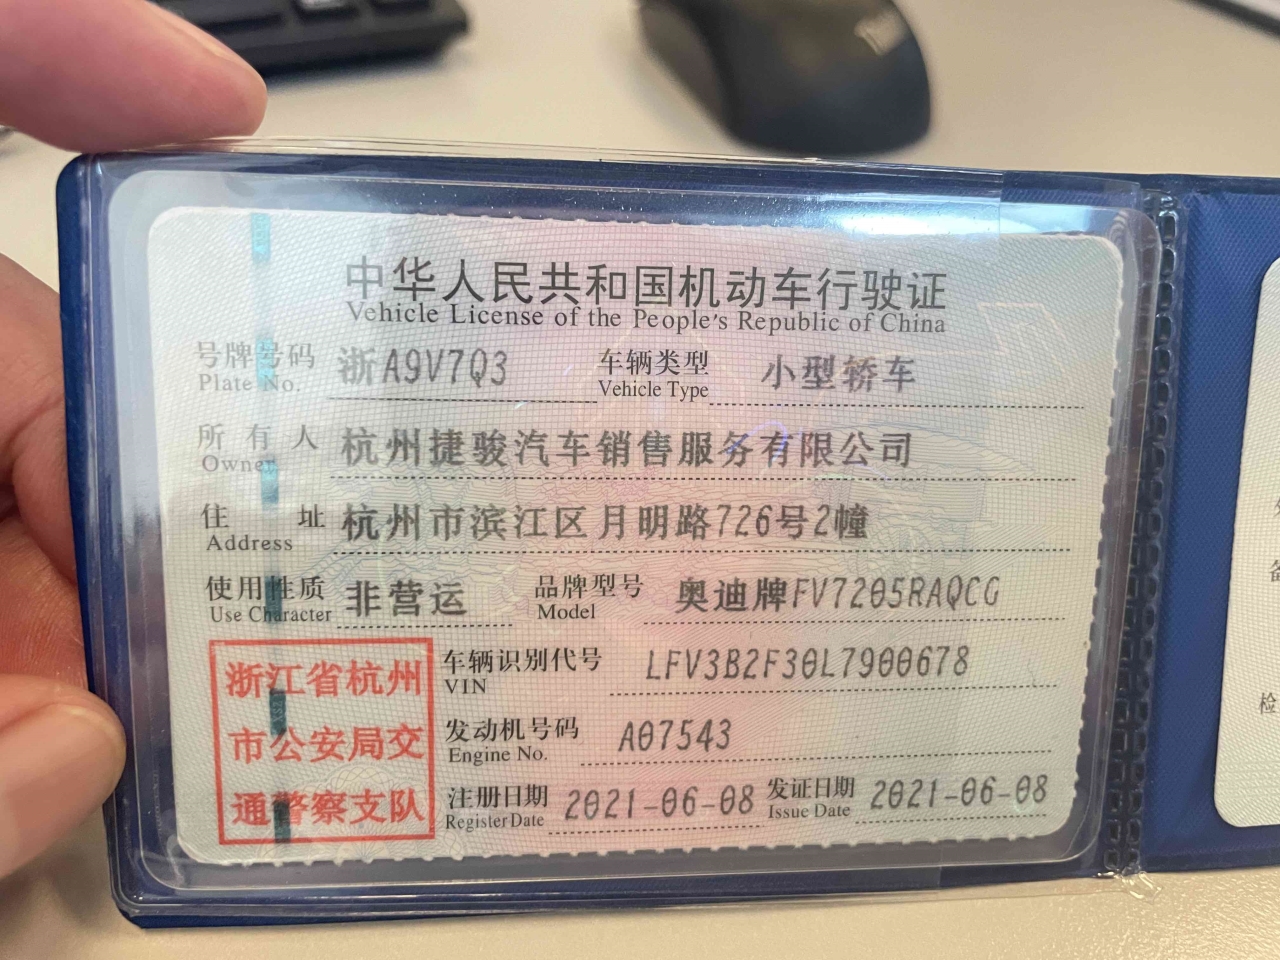 中华人民共和国机动车行驶证
Vehicle License of the People's Republic of China
号牌号码 浙A9V7Q3 车辆类型 小型轿车
Plate No. Vehicle Type
所有人 杭州捷骏汽车销售服务有限公司
Owner
住址 杭州市滨江区月明路726号2幢
Address
使用性质 非营运 品牌型号 奥迪牌FV7205RAQCG
Use Character Model
浙江省杭州
市公安局交
通警察支队
车辆识别代号 LFV3B2F30L7900678
VIN
发动机号码 A07543
Engine No.
注册日期 2021-06-08 发证日期 2021-06-08
Register Date Issue Date